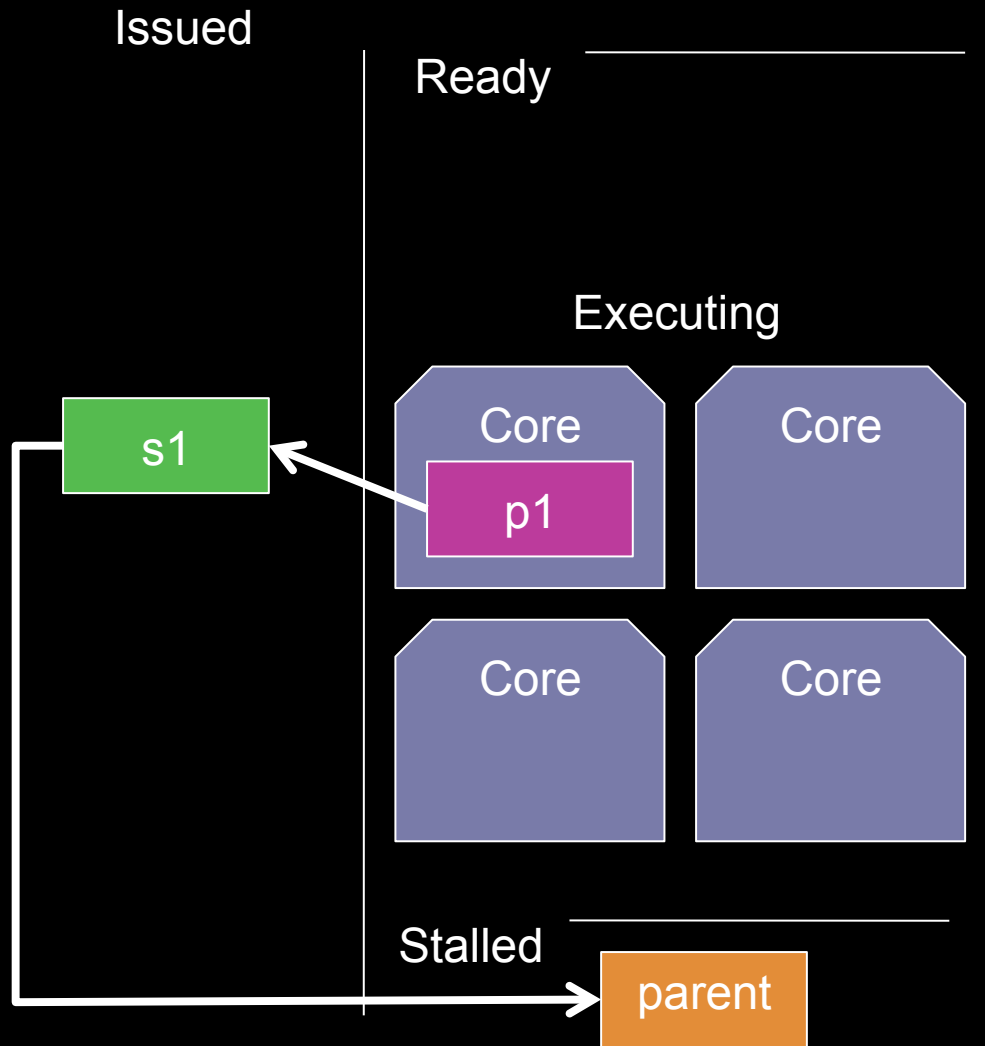 Issued
Ready
Executing
s1
Core
p1
Core
Core
Core
Stalled
parent